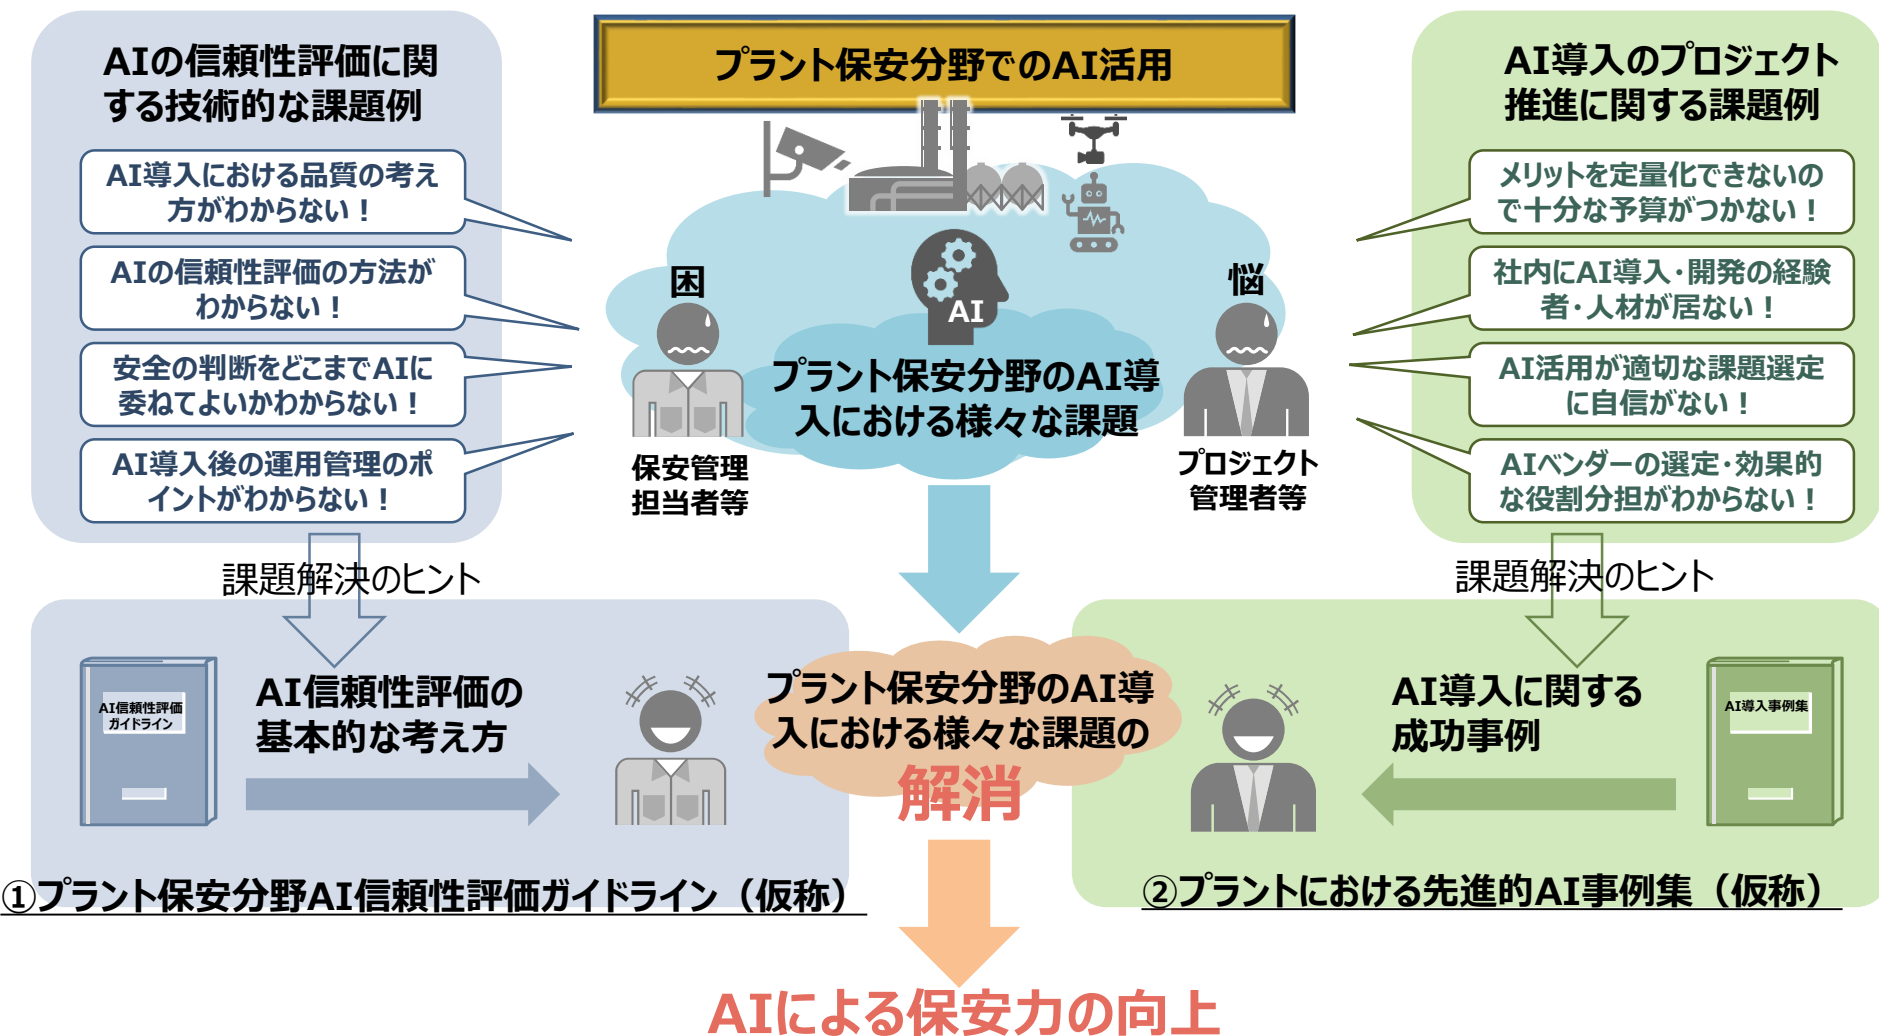 プラント保安分野でのAI活用
AIの信頼性評価に関
する技術的な課題例
AI導入における品質の考え
方がわからない！
AIの信頼性評価の方法が
わからない！
安全の判断をどこまでAIに
委ねてよいかわからない！
AI導入後の運用管理のポ
イントがわからない！
困
保安管理
担当者等
AI
プラント保安分野のAI導
入における様々な課題
悩
プロジェクト
管理者等
AI導入のプロジェクト
推進に関する課題例
メリットを定量化できないの
で十分な予算がつかない！
社内にAI導入・開発の経験
者・人材が居ない！
AI活用が適切な課題選定
に自信がない！
AIベンダーの選定・効果的
な役割分担がわからない！
課題解決のヒント
課題解決のヒント
AI信頼性評価
ガイドライン
AI信頼性評価の
基本的な考え方
プラント保安分野のAI導
入における様々な課題の
解消
AI導入に関する
成功事例
AI導入事例集
①プラント保安分野AI信頼性評価ガイドライン（仮称）
②プラントにおける先進的AI事例集（仮称）
AIによる保安力の向上